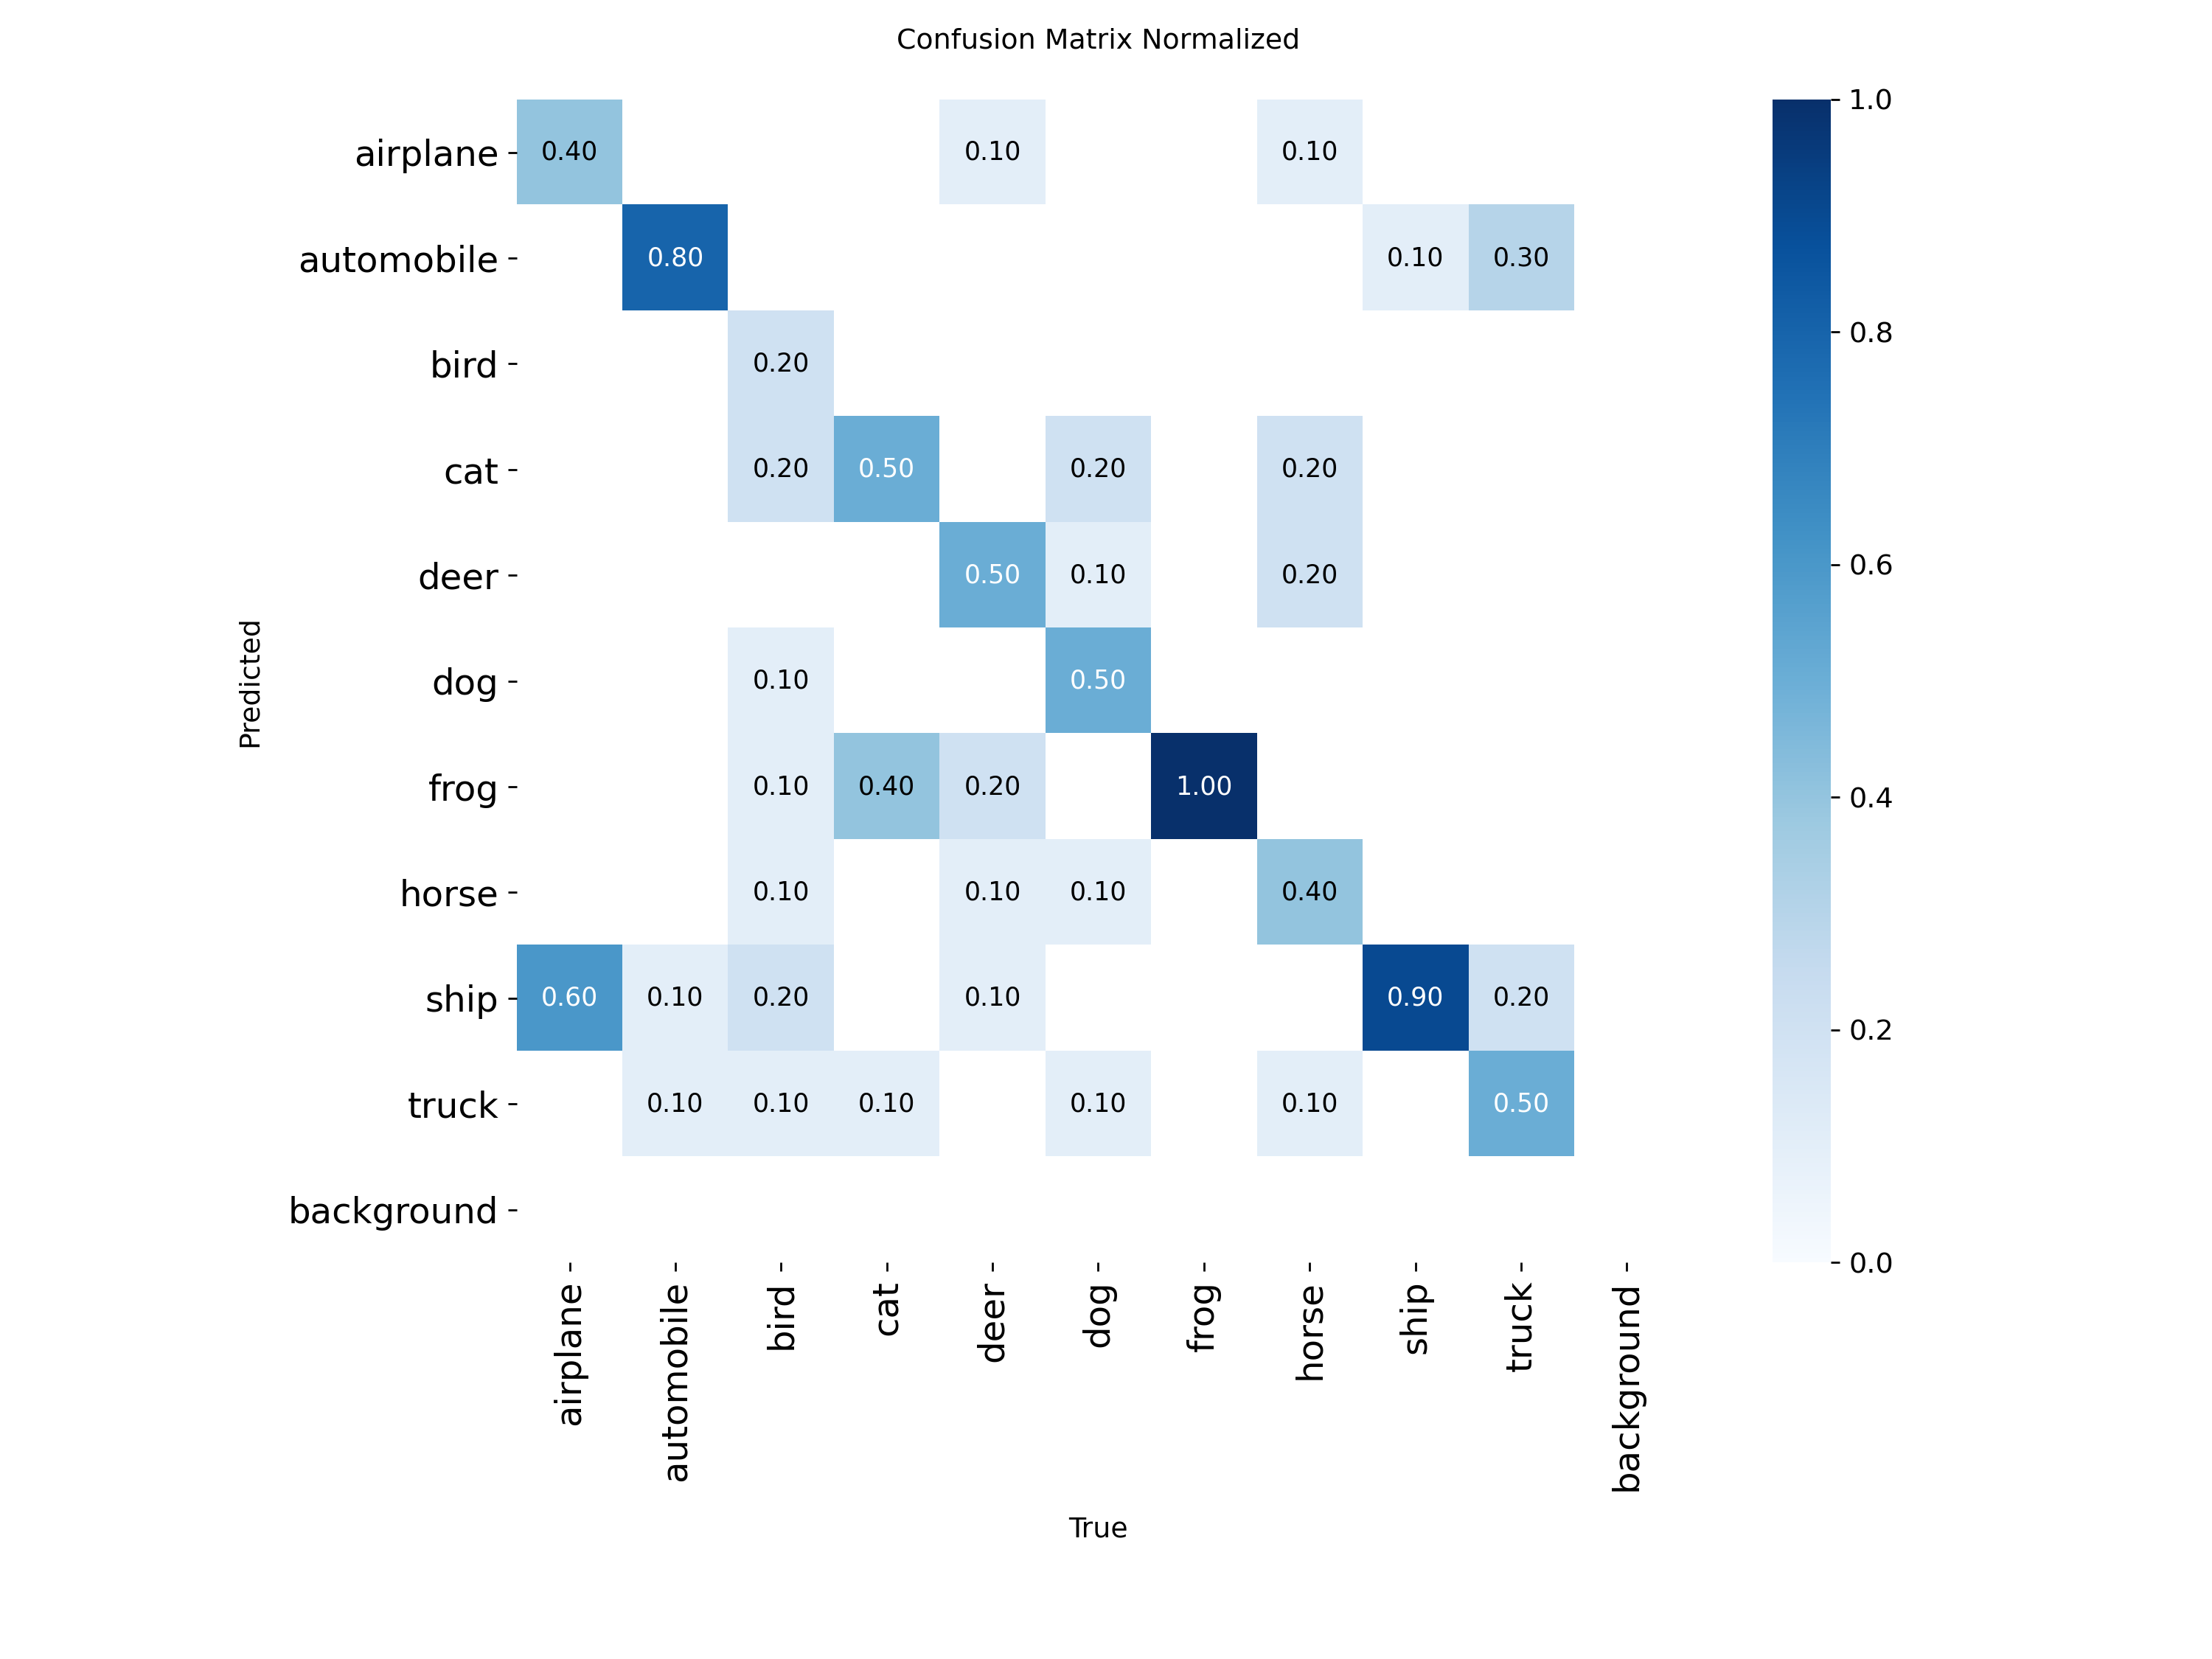 Confusion Matrix Normalized
airplane 0.40 0.10 0.10
automobile 0.80 0.10 0.30
bird 0.20
cat 0.20 0.50 0.20 0.20
deer 0.50 0.10 0.20
dog 0.10 0.50
frog 0.10 0.40 0.20 1.00
horse 0.10 0.10 0.10 0.40
ship 0.60 0.10 0.20 0.10 0.90 0.20
truck 0.10 0.10 0.10 0.10 0.10 0.50
background
Predicted
airplane automobile bird cat deer dog frog horse ship truck background
True
1.0
0.8
0.6
0.4
0.2
0.0